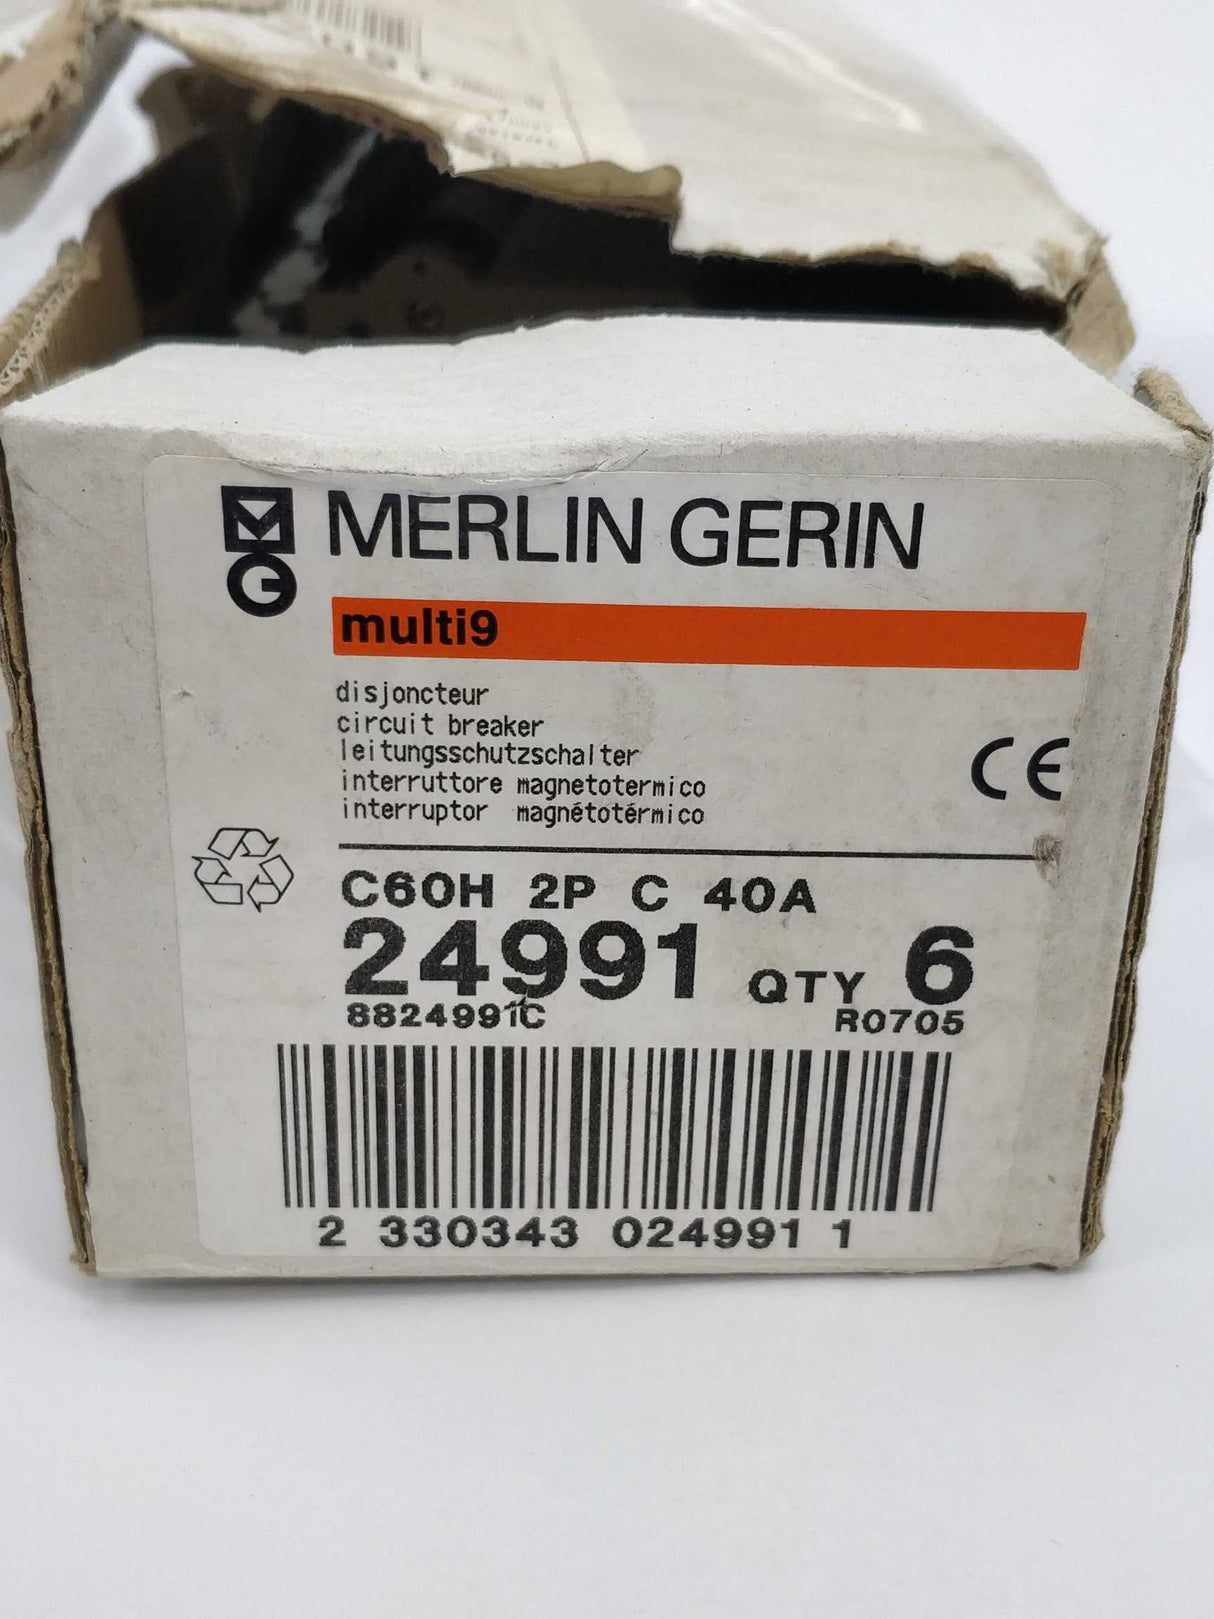 MERLIN GERIN
multi9
disjoncteur
circuit breaker
leitungsschutzschalter
interruttore magnetotermico
interruptor magnétotérmico
CE
C60H 2P C 40A
24991 QTY 6
8824991C R0705
2 330343 024991 1